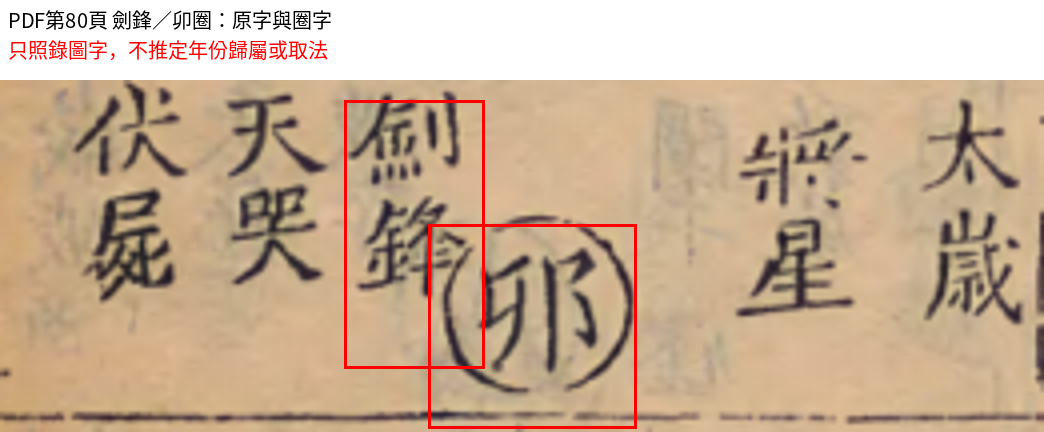 PDF第80頁 劍鋒／卯圈：原字與圈字
只照錄圖字，不推定年份歸屬或取法
太歲
將星
卯
劍鋒
天哭
伏屍